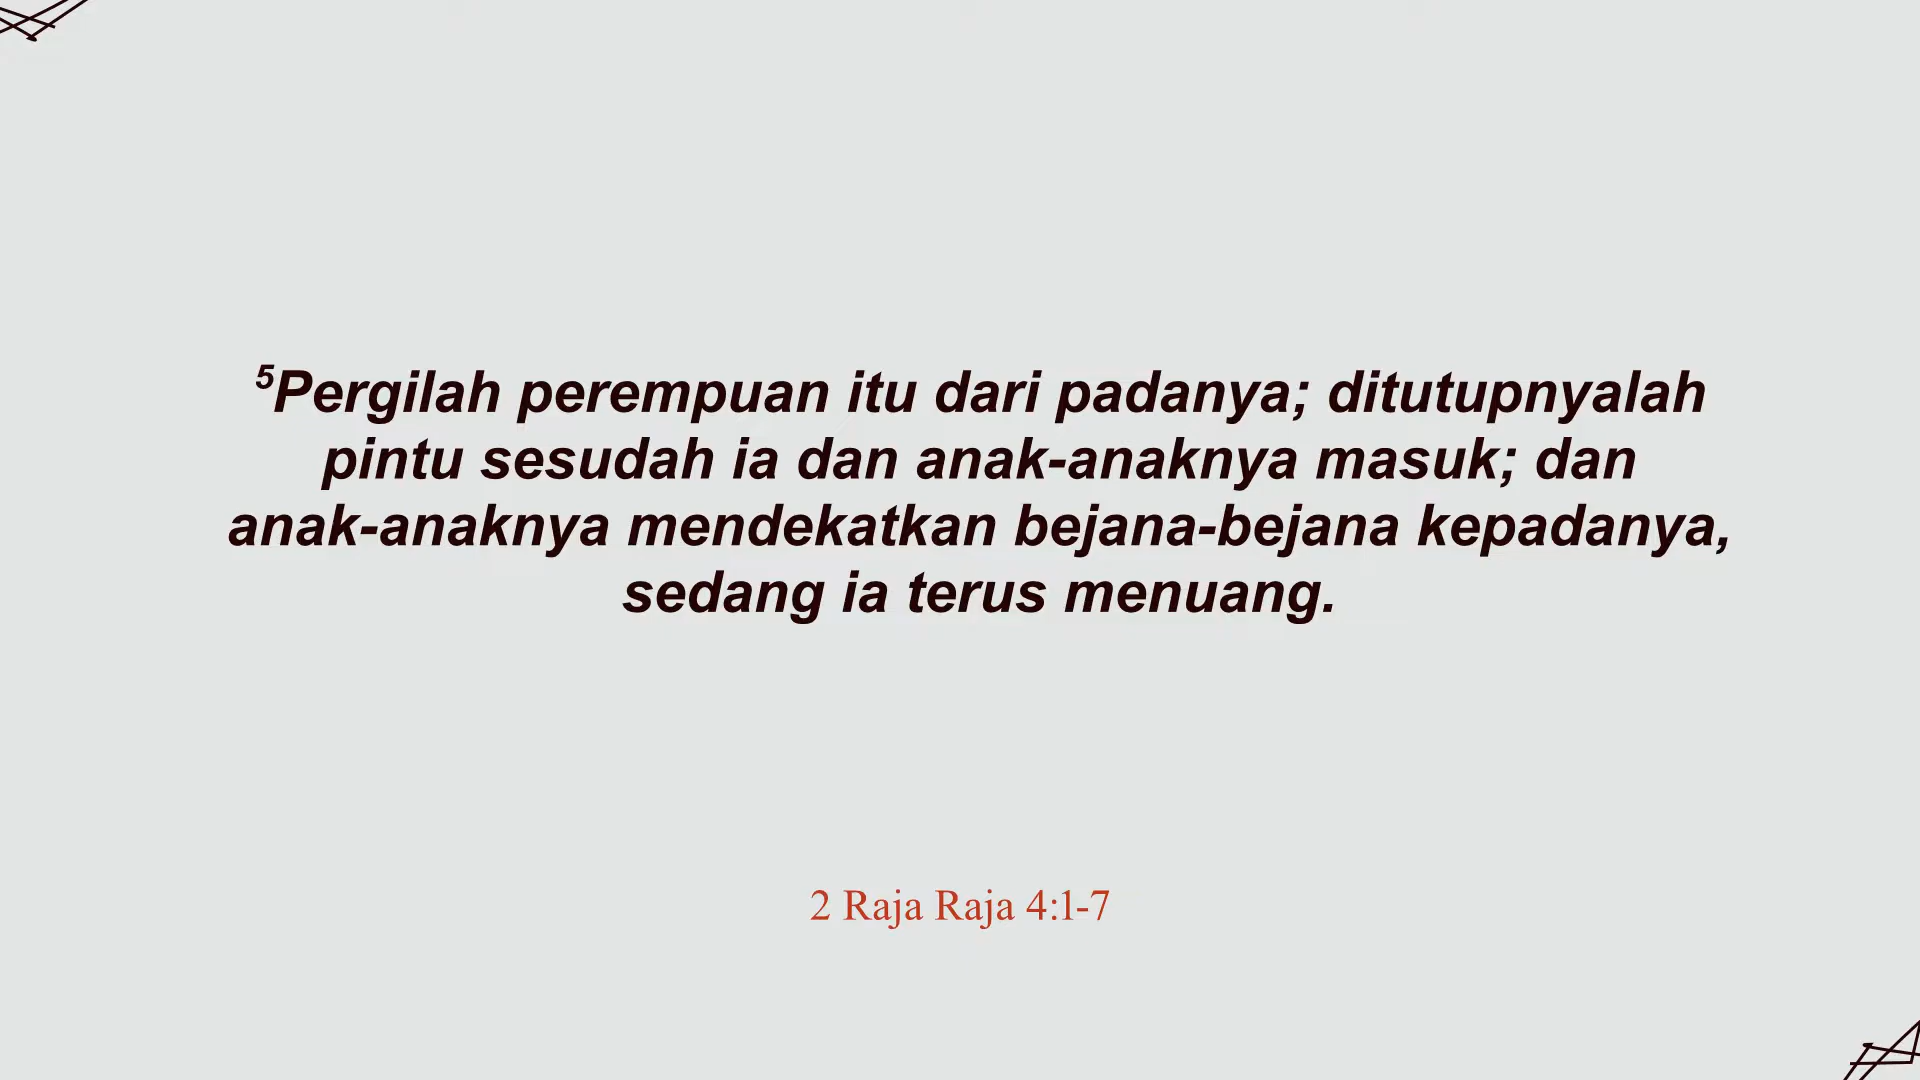 ⁵Pergilah perempuan itu dari padanya; ditutupnyalah
pintu sesudah ia dan anak-anaknya masuk; dan
anak-anaknya mendekatkan bejana-bejana kepadanya,
sedang ia terus menuang.
2 Raja Raja 4:1-7